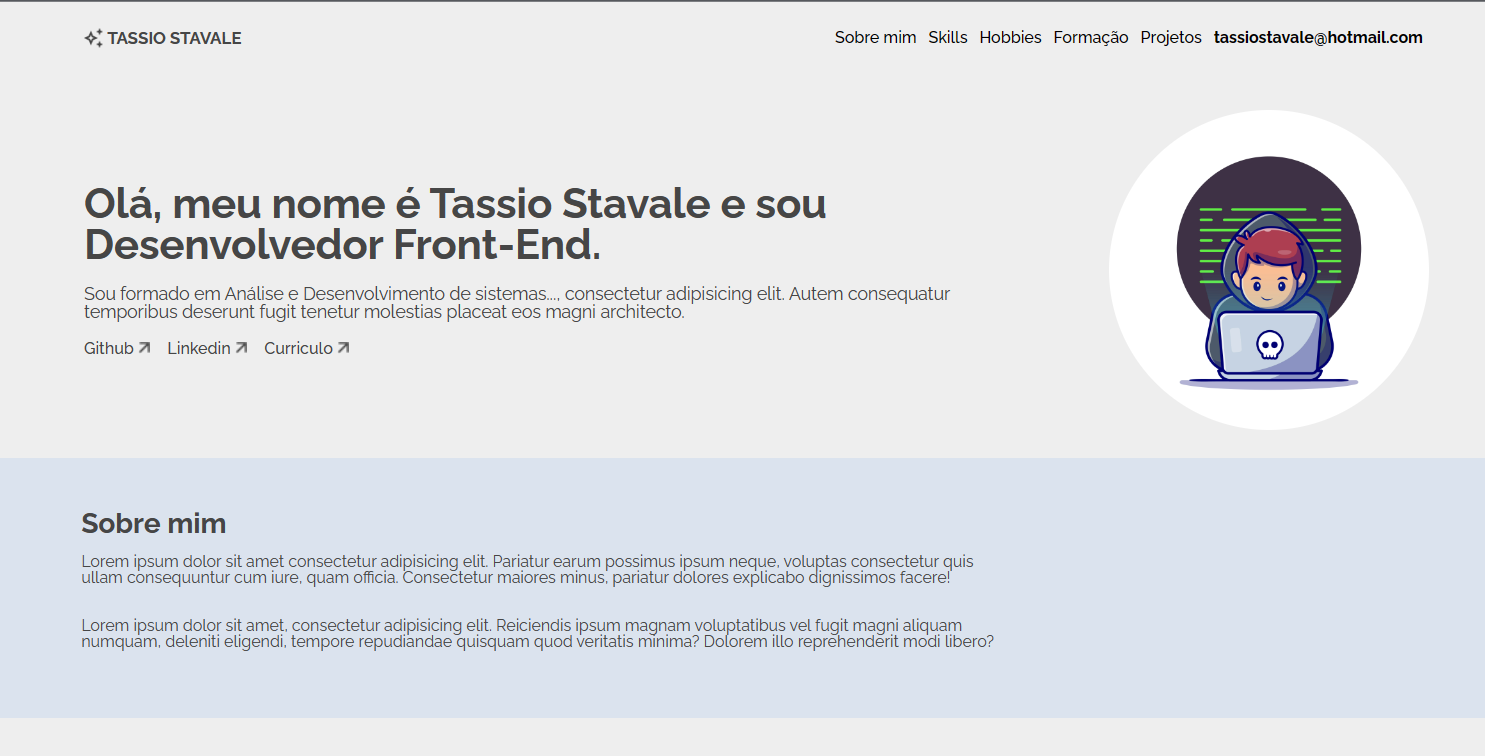 TASSIO STAVALE
Sobre mim Skills Hobbies Formação Projetos tassiostavale@hotmail.com
Olá, meu nome é Tassio Stavale e sou
Desenvolvedor Front-End.
Sou formado em Análise e Desenvolvimento de sistemas..., consectetur adipisicing elit. Autem consequatur
temporibus deserunt fugit tenetur molestias placeat eos magni architecto.
Github Linkedin Curriculo
Sobre mim
Lorem ipsum dolor sit amet consectetur adipisicing elit. Pariatur earum possimus ipsum neque, voluptas consectetur quis
ullam consequuntur cum iure, quam officia. Consectetur maiores minus, pariatur dolores explicabo dignissimos facere!
Lorem ipsum dolor sit amet, consectetur adipisicing elit. Reiciendis ipsum magnam voluptatibus vel fugit magni aliquam
numquam, deleniti eligendi, tempore repudiandae quisquam quod veritatis minima? Dolorem illo reprehenderit modi libero?